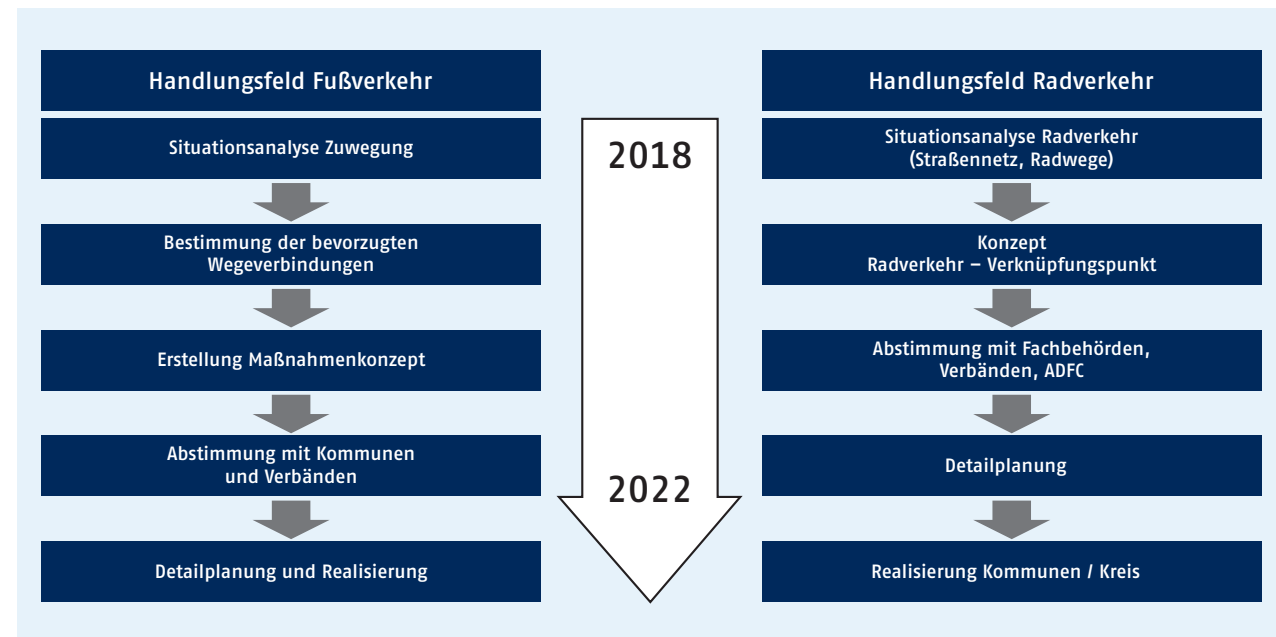 Handlungsfeld Fußverkehr
Situationsanalyse Zuwegung
Bestimmung der bevorzugten
Wegeverbindungen
Erstellung Maßnahmenkonzept
Abstimmung mit Kommunen
und Verbänden
Detailplanung und Realisierung
2018
2022
Handlungsfeld Radverkehr
Situationsanalyse Radverkehr
(Straßennetz, Radwege)
Konzept
Radverkehr – Verknüpfungspunkt
Abstimmung mit Fachbehörden,
Verbänden, ADFC
Detailplanung
Realisierung Kommunen / Kreis